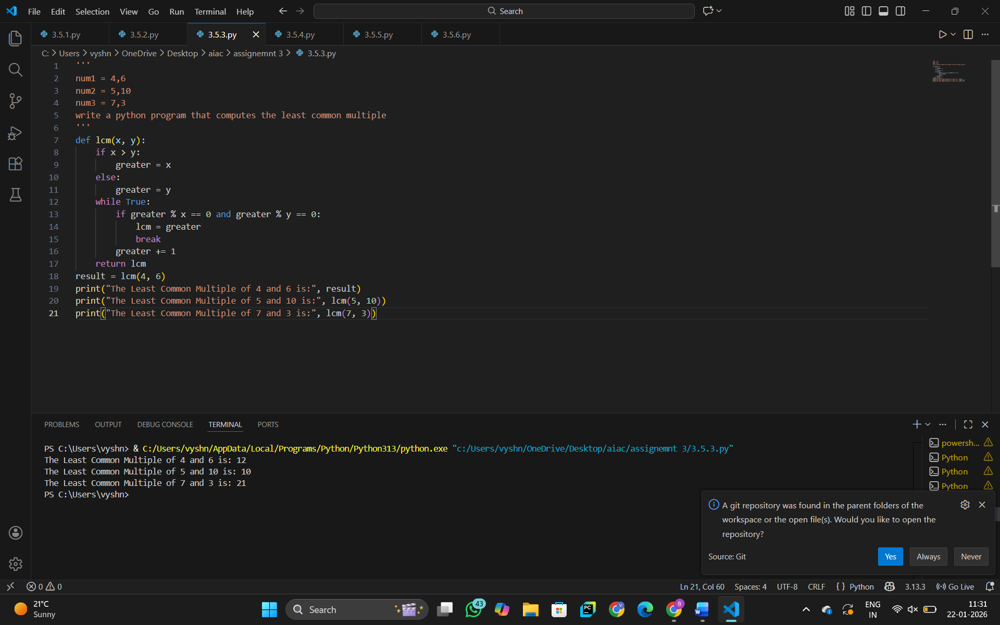 File Edit Selection View Go Run Terminal Help
Search
3.5.1.py 3.5.2.py 3.5.3.py 3.5.4.py 3.5.5.py 3.5.6.py
C: > Users > vyshn > OneDrive > Desktop > aiac > assignemnt 3 > 3.5.3.py
1 '''
2 num1 = 4,6
3 num2 = 5,10
4 num3 = 7,3
5 write a python program that computes the least common multiple
6 '''
7 def lcm(x, y):
8     if x > y:
9         greater = x
10     else:
11         greater = y
12     while True:
13         if greater % x == 0 and greater % y == 0:
14             lcm = greater
15             break
16         greater += 1
17     return lcm
18 result = lcm(4, 6)
19 print("The Least Common Multiple of 4 and 6 is:", result)
20 print("The Least Common Multiple of 5 and 10 is:", lcm(5, 10))
21 print("The Least Common Multiple of 7 and 3 is:", lcm(7, 3))
PROBLEMS OUTPUT DEBUG CONSOLE TERMINAL PORTS
PS C:\Users\vyshn> & C:/Users/vyshn/AppData/Local/Programs/Python/Python313/python.exe "c:/Users/vyshn/OneDrive/Desktop/aiac/assignemnt 3/3.5.3.py"
The Least Common Multiple of 4 and 6 is: 12
The Least Common Multiple of 5 and 10 is: 10
The Least Common Multiple of 7 and 3 is: 21
PS C:\Users\vyshn>
powersh...
Python
Python
Python
A git repository was found in the parent folders of the
workspace or the open file(s). Would you like to open the
repository?
Source: Git Yes Always Never
0 0 Ln 21, Col 60 Spaces: 4 UTF-8 CRLF { } Python 3.13.3 Go Live
21°C
Sunny
Search
43
PC
V
B
W
ENG
IN
11:31
22-01-2026